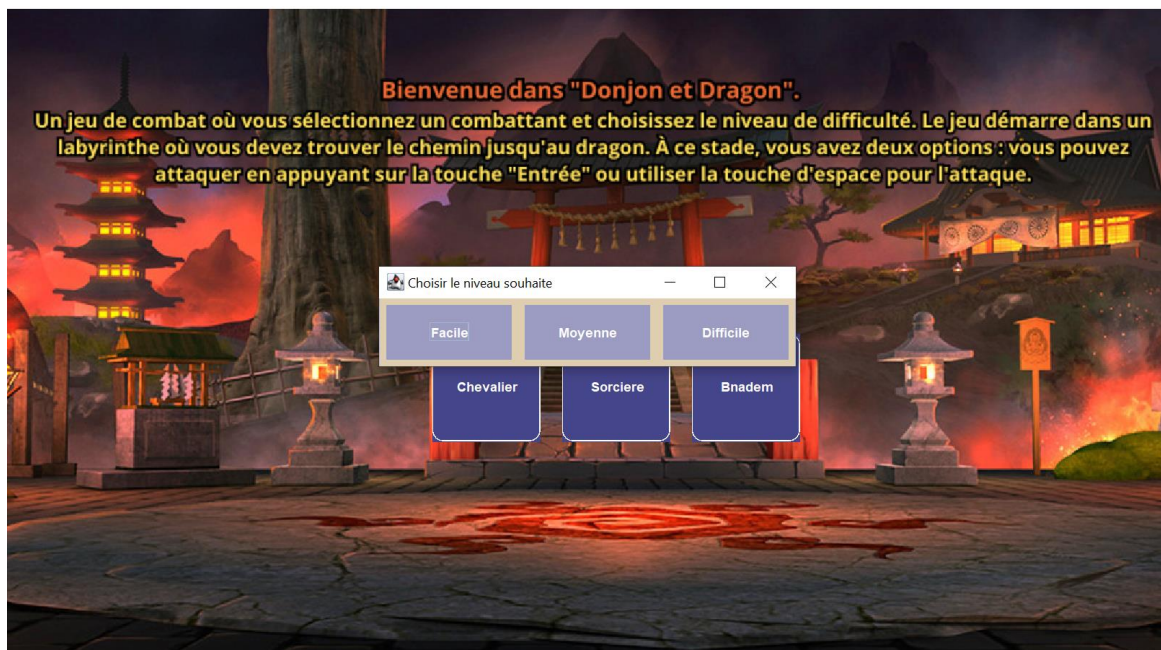 Bienvenue dans "Donjon et Dragon".
Un jeu de combat où vous sélectionnez un combattant et choisissez le niveau de difficulté. Le jeu démarre dans un
labyrinthe où vous devez trouver le chemin jusqu'au dragon. À ce stade, vous avez deux options : vous pouvez
attaquer en appuyant sur la touche "Entrée" ou utiliser la touche d'espace pour l'attaque.
Choisir le niveau souhaite
Facile Moyenne Difficile
Chevalier Sorciere Bnadem